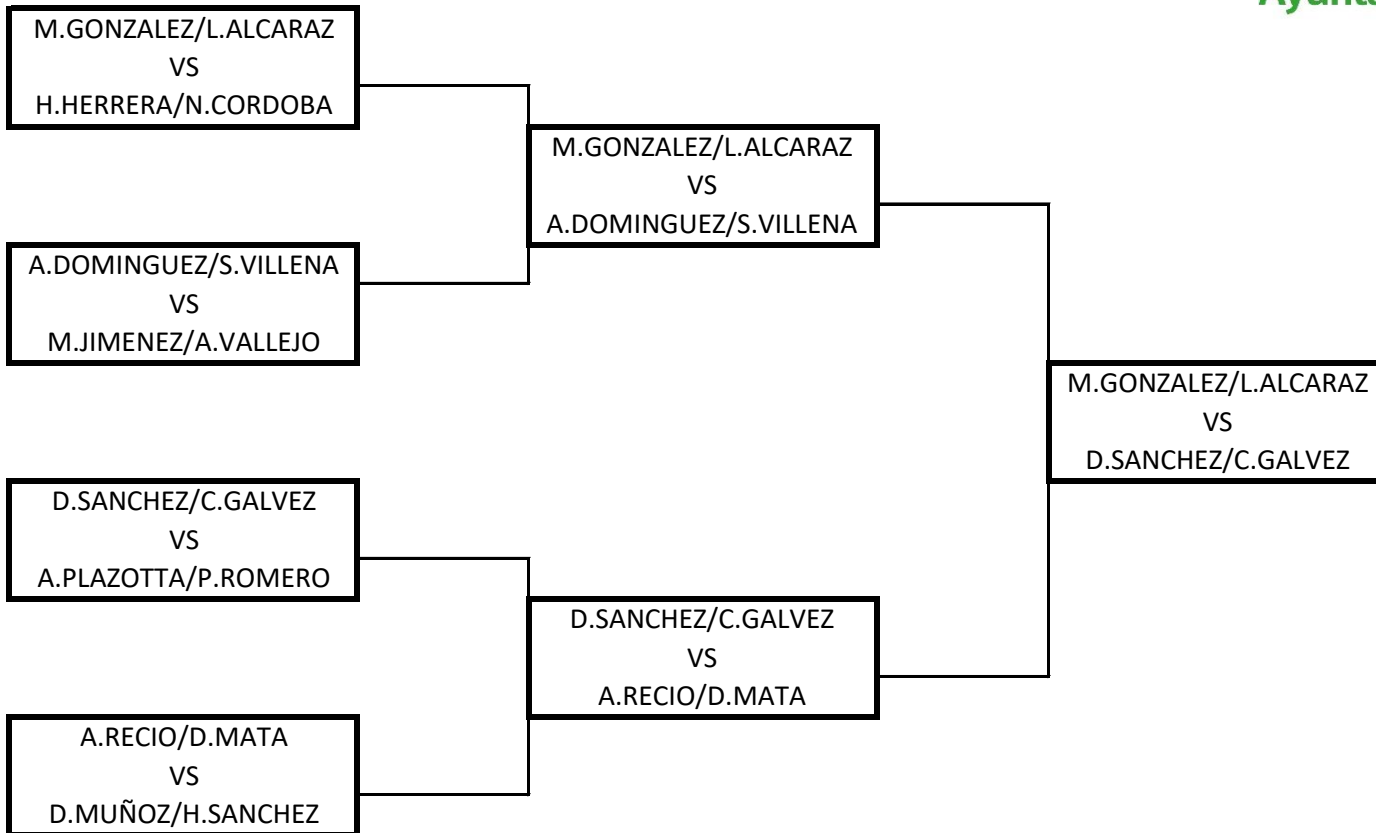 M.GONZALEZ/L.ALCARAZ
VS
H.HERRERA/N.CORDOBA
M.GONZALEZ/L.ALCARAZ
VS
A.DOMINGUEZ/S.VILLENA
A.DOMINGUEZ/S.VILLENA
VS
M.JIMENEZ/A.VALLEJO
M.GONZALEZ/L.ALCARAZ
VS
D.SANCHEZ/C.GALVEZ
D.SANCHEZ/C.GALVEZ
VS
A.PLAZOTTA/P.ROMERO
D.SANCHEZ/C.GALVEZ
VS
A.RECIO/D.MATA
A.RECIO/D.MATA
VS
D.MUÑOZ/H.SANCHEZ